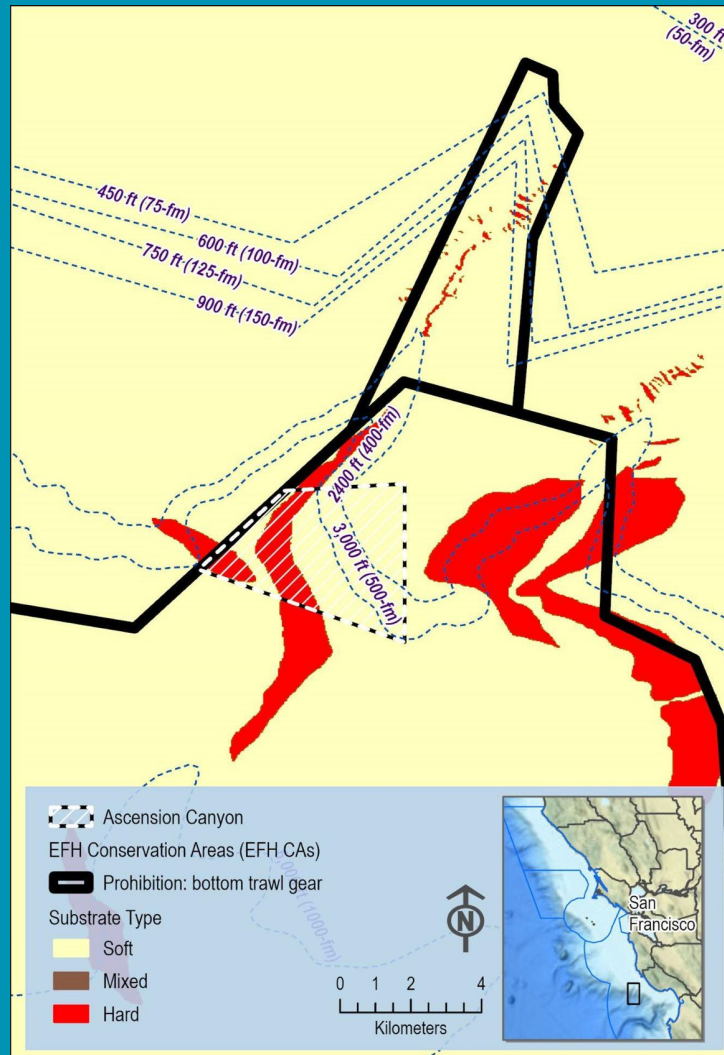 300 ft
(50-fm)
450 ft (75-fm)
600 ft (100-fm)
750 ft (125-fm)
900 ft (150-fm)
2400 ft (400-fm)
3,000 ft (500-fm)
Ascension Canyon
EFH Conservation Areas (EFH CAs)
Prohibition: bottom trawl gear
Substrate Type
Soft
Mixed
Hard
(1000-fm)
N
0 1 2 4
Kilometers
San
Francisco